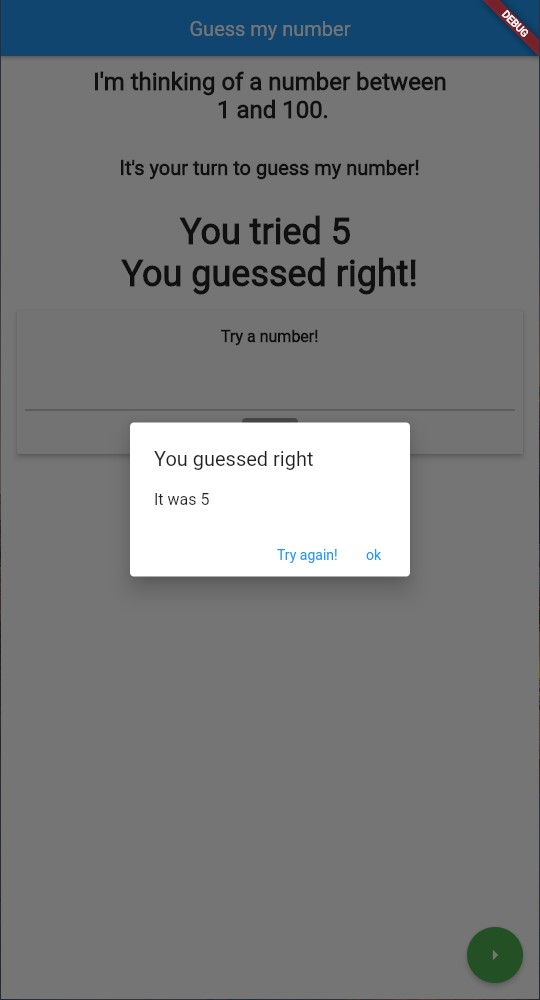 Guess my number
DEBUG
I'm thinking of a number between
1 and 100.
It's your turn to guess my number!
You tried 5
You guessed right!
Try a number!
You guessed right
It was 5
Try again!
ok